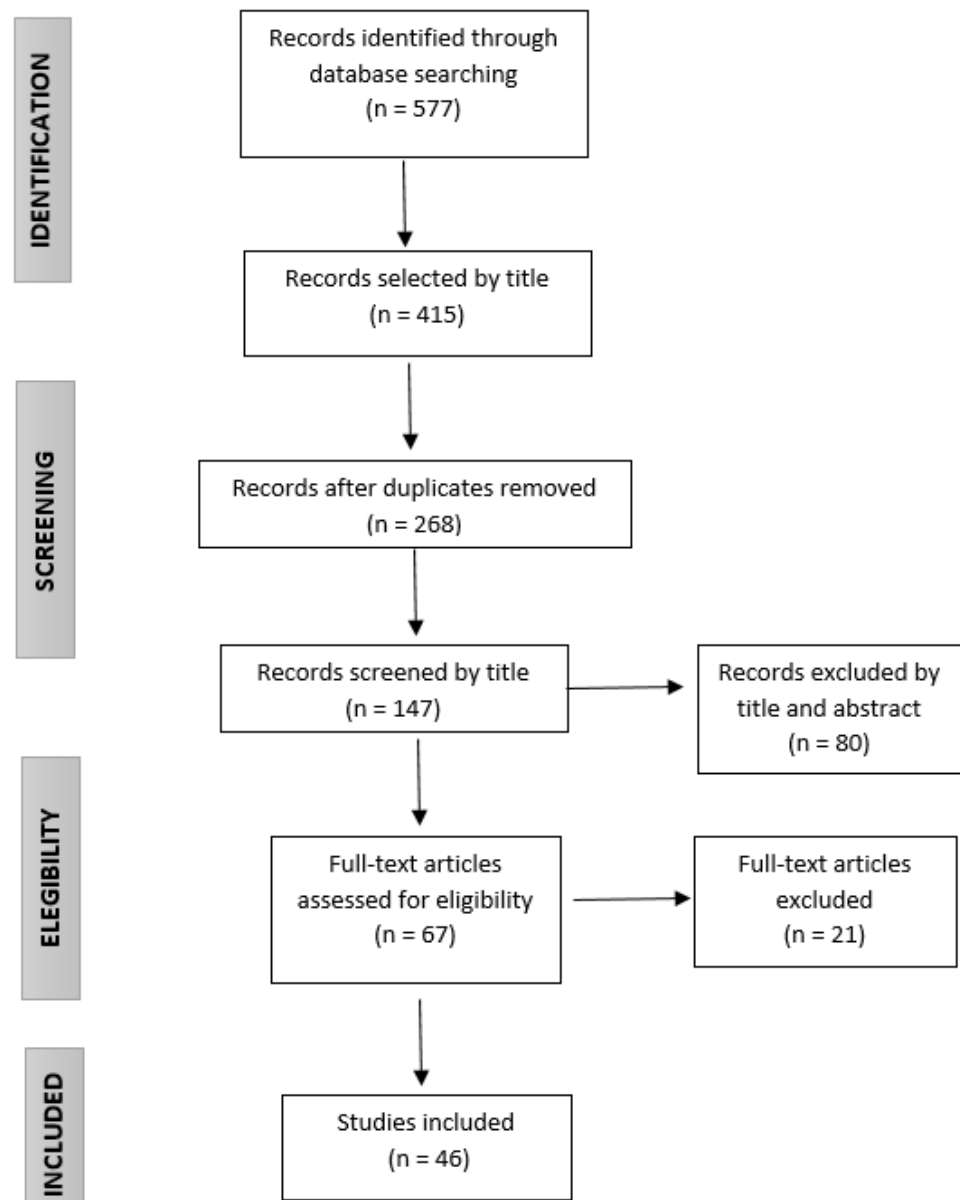 IDENTIFICATION
Records identified through
database searching
(n = 577)
Records selected by title
(n = 415)
SCREENING
Records after duplicates removed
(n = 268)
Records screened by title
(n = 147)
Records excluded by
title and abstract
(n = 80)
ELEGIBILITY
Full-text articles
assessed for eligibility
(n = 67)
Full-text articles
excluded
(n = 21)
INCLUDED
Studies included
(n = 46)